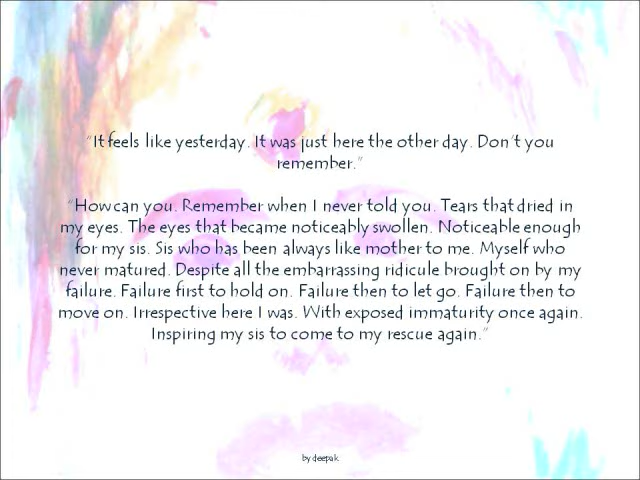 "It feels like yesterday. It was just here the other day. Don't you
remember."
"How can you. Remember when I never told you. Tears that dried in
my eyes. The eyes that became noticeably swollen. Noticeable enough
for my sis. Sis who has been always like mother to me. Myself who
never matured. Despite all the embarrassing ridicule brought on by my
failure. Failure first to hold on. Failure then to let go. Failure then to
move on. Irrespective here I was. With exposed immaturity once again.
Inspiring my sis to come to my rescue again."
by deepak